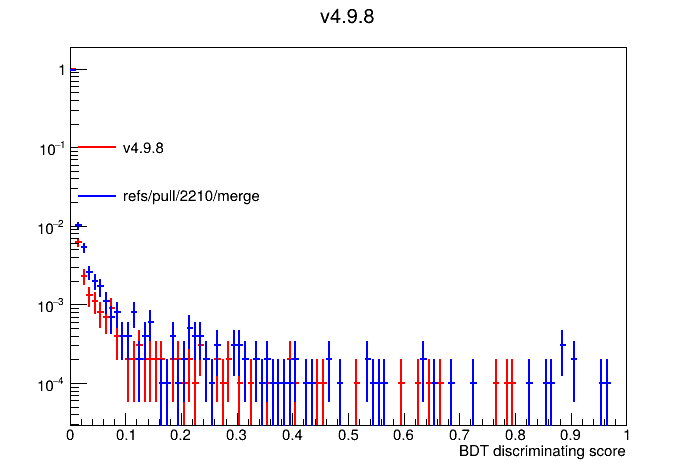 v4.9.8
1
10⁻¹
v4.9.8
refs/pull/2210/merge
10⁻²
10⁻³
10⁻⁴
0 0.1 0.2 0.3 0.4 0.5 0.6 0.7 0.8 0.9 1
BDT discriminating score